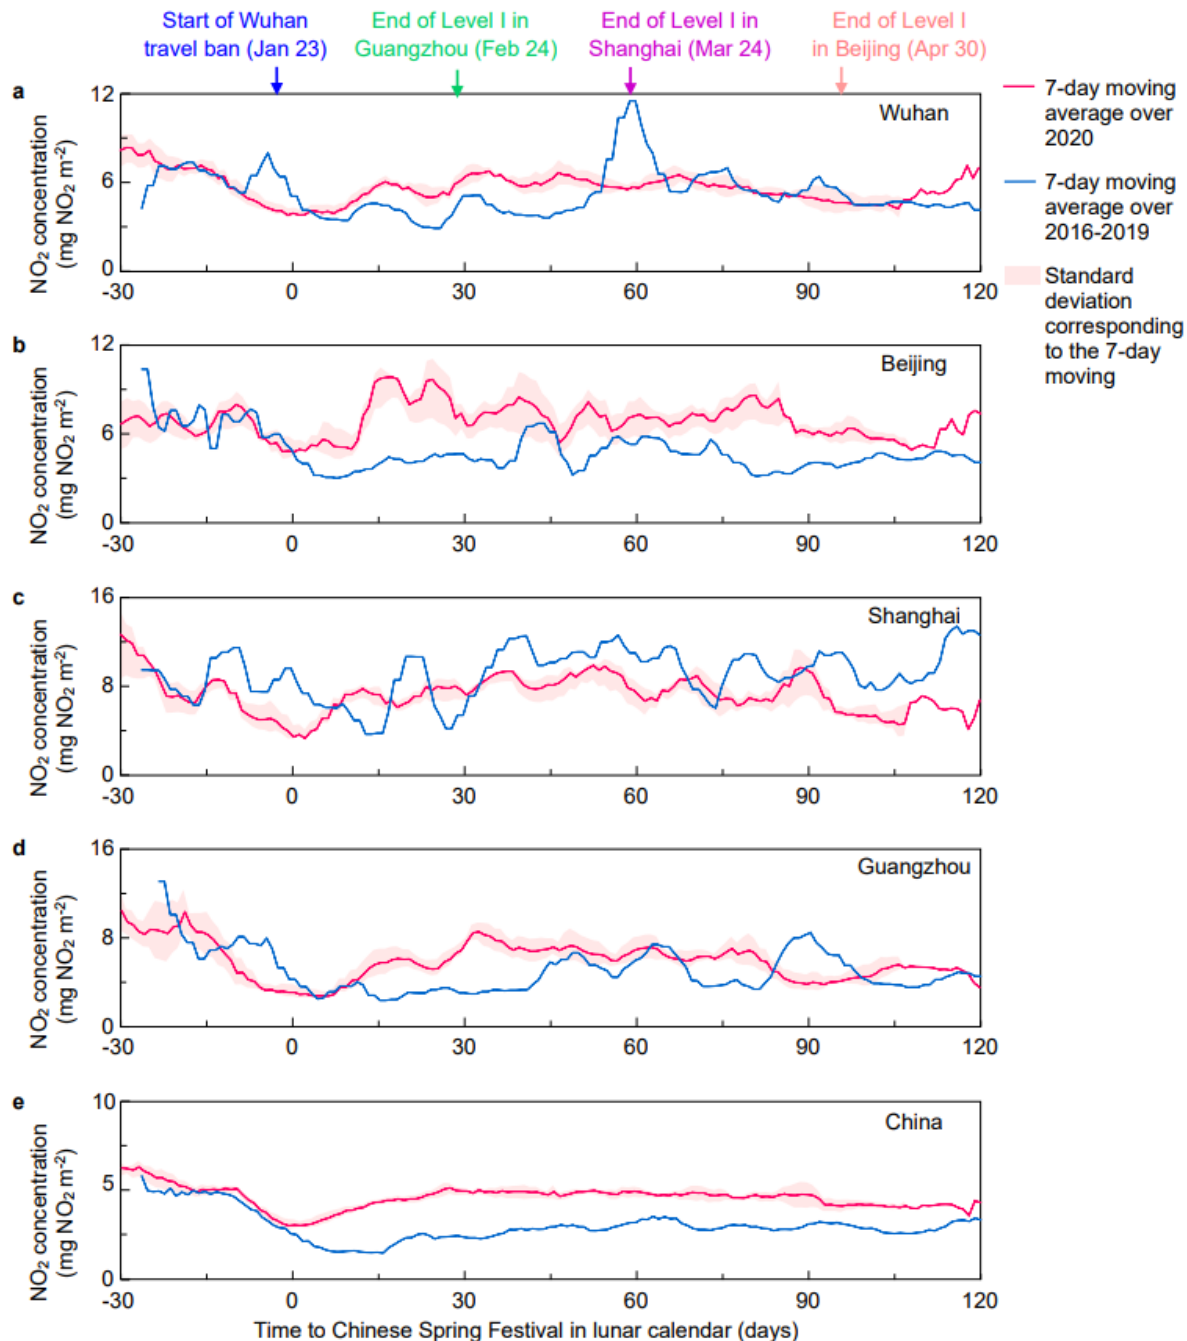 Start of Wuhan
travel ban (Jan 23)
End of Level I in
Guangzhou (Feb 24)
End of Level I in
Shanghai (Mar 24)
End of Level I
in Beijing (Apr 30)
a
12
6
0
NO₂ concentration
(mg NO₂ m⁻²)
Wuhan
-30 0 30 60 90 120
7-day moving
average over
2020
7-day moving
average over
2016-2019
Standard
deviation
corresponding
to the 7-day
moving
b
12
6
0
NO₂ concentration
(mg NO₂ m⁻²)
Beijing
-30 0 30 60 90 120
c
16
8
0
NO₂ concentration
(mg NO₂ m⁻²)
Shanghai
-30 0 30 60 90 120
d
16
8
0
NO₂ concentration
(mg NO₂ m⁻²)
Guangzhou
-30 0 30 60 90 120
e
10
5
0
NO₂ concentration
(mg NO₂ m⁻²)
China
-30 0 30 60 90 120
Time to Chinese Spring Festival in lunar calendar (days)